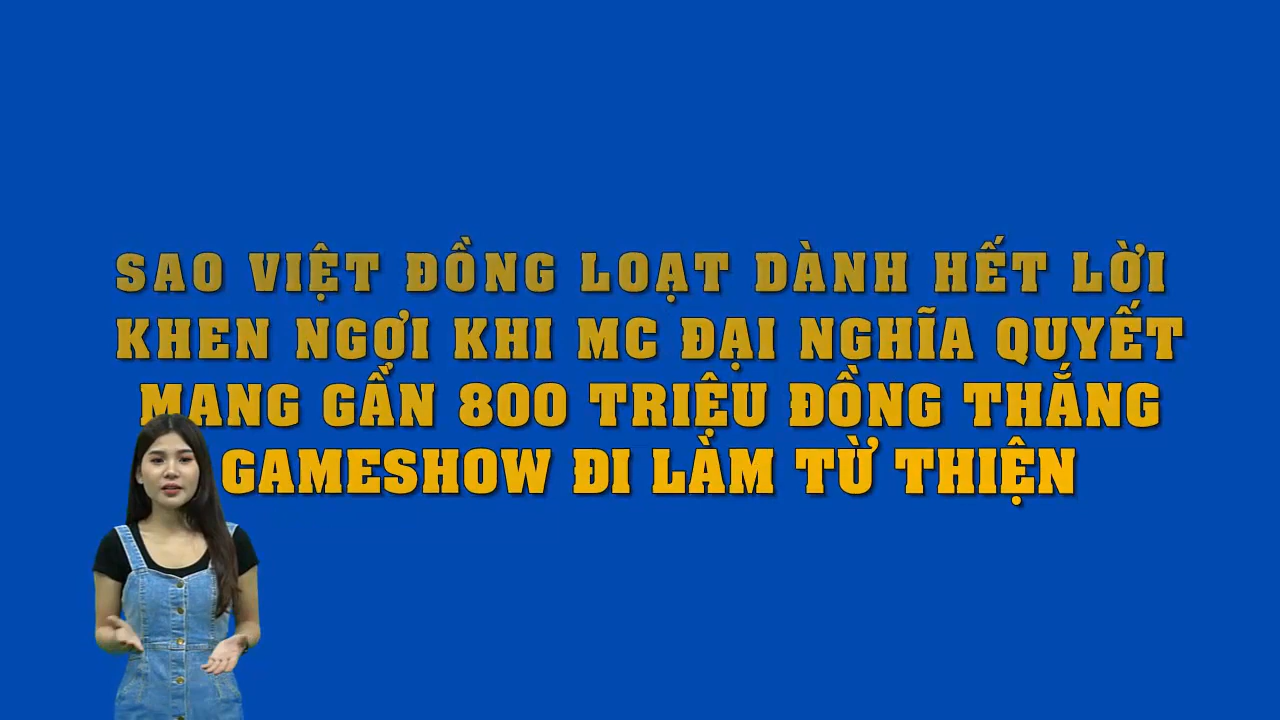 SAO VIỆT ĐỒNG LOẠT DÀNH HẾT LỜI
KHEN NGỢI KHI MC ĐẠI NGHĨA QUYẾT
MANG GẦN 800 TRIỆU ĐỒNG THẮNG
GAMESHOW ĐI LÀM TỪ THIỆN